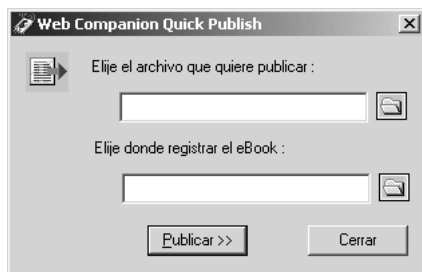 Web Companion Quick Publish
Elije el archivo que quiere publicar :
Elije donde registrar el eBook :
Publicar >>
Cerrar